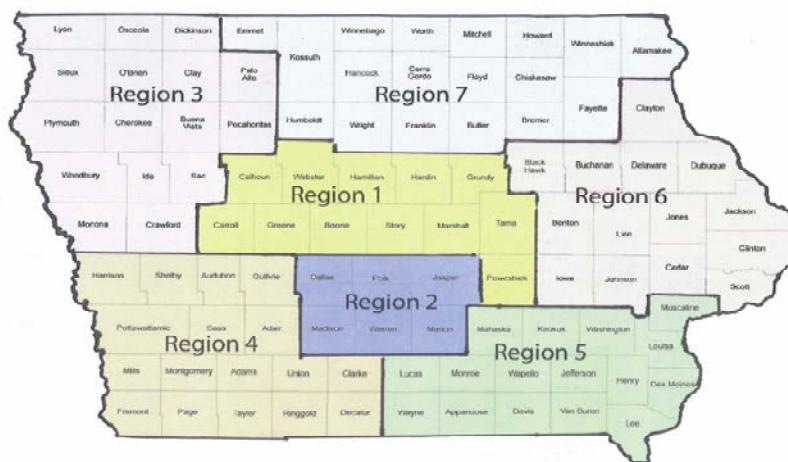 Lyon Osceola Dickinson Emmet Winnebago Worth Mitchell Howard Winneshiek Allamakee
Kossuth
Sioux O'Brien Clay Palo Alto Hancock Cerro Gordo Floyd Chickasaw
Region 3 Region 7
Plymouth Cherokee Buena Vista Pocahontas Humboldt Wright Franklin Butler Bremer Fayette Clayton
Woodbury Ida Sac Calhoun Webster Hamilton Hardin Grundy Black Hawk Buchanan Delaware Dubuque
Region 1 Region 6
Monona Crawford Carroll Greene Boone Story Marshall Tama Benton Linn Jones Jackson
Clinton
Harrison Shelby Audubon Guthrie Dallas Polk Jasper Poweshiek Iowa Johnson Cedar Scott
Region 2
Muscatine
Pottawattamie Cass Adair Madison Warren Marion Mahaska Keokuk Washington
Region 4 Region 5
Louisa
Mills Montgomery Adams Union Clarke Lucas Monroe Wapello Jefferson Henry Des Moines
Fremont Page Taylor Ringgold Decatur Wayne Appanoose Davis Van Buren Lee